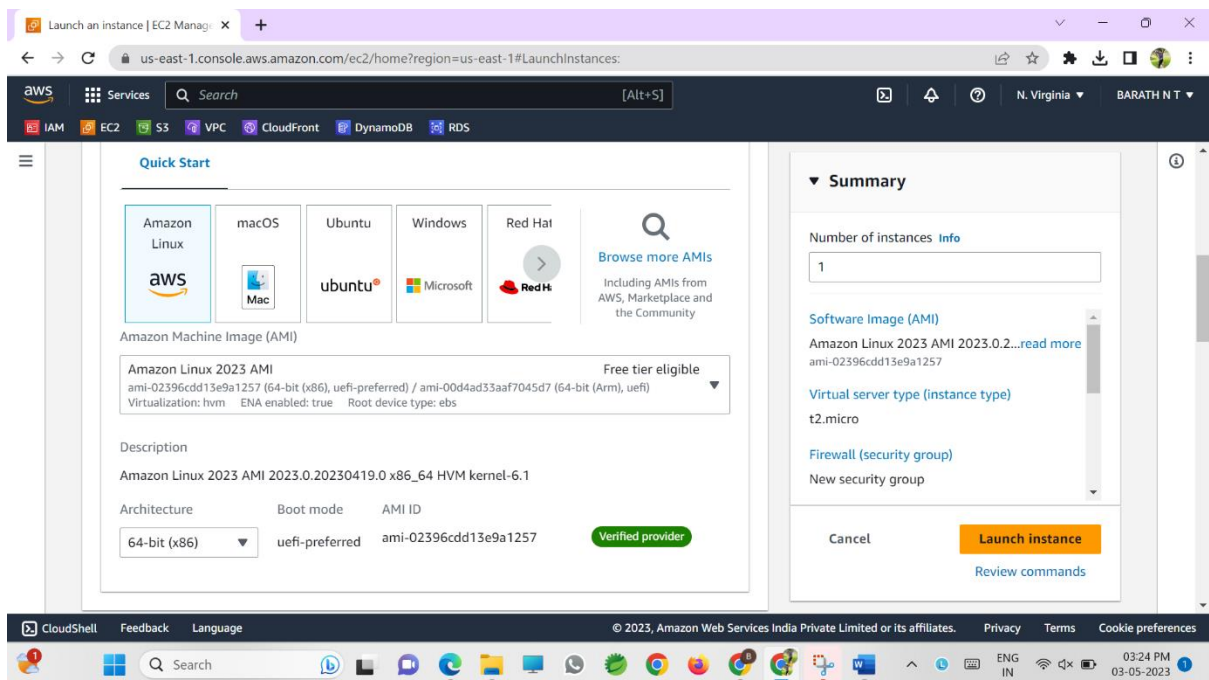 Launch an instance | EC2 Manage
us-east-1.console.aws.amazon.com/ec2/home?region=us-east-1#LaunchInstances:
aws
Services
Search
[Alt+S]
N. Virginia
BARATH N T
IAM
EC2
S3
VPC
CloudFront
DynamoDB
RDS
Quick Start
Amazon Linux
aws
macOS
Mac
Ubuntu
ubuntu
Windows
Microsoft
Red Hat
Red H
Browse more AMIs
Including AMIs from
AWS, Marketplace and
the Community
Amazon Machine Image (AMI)
Amazon Linux 2023 AMI
Free tier eligible
ami-02396cdd13e9a1257 (64-bit (x86), uefi-preferred) / ami-00d4ad33aaf7045d7 (64-bit (Arm), uefi)
Virtualization: hvm ENA enabled: true Root device type: ebs
Description
Amazon Linux 2023 AMI 2023.0.20230419.0 x86_64 HVM kernel-6.1
Architecture
Boot mode
AMI ID
64-bit (x86)
uefi-preferred
ami-02396cdd13e9a1257
Verified provider
Summary
Number of instances Info
1
Software Image (AMI)
Amazon Linux 2023 AMI 2023.0.2...read more
ami-02396cdd13e9a1257
Virtual server type (instance type)
t2.micro
Firewall (security group)
New security group
Cancel
Launch instance
Review commands
CloudShell
Feedback
Language
© 2023, Amazon Web Services India Private Limited or its affiliates.
Privacy
Terms
Cookie preferences
Search
ENG
IN
03:24 PM
03-05-2023
1